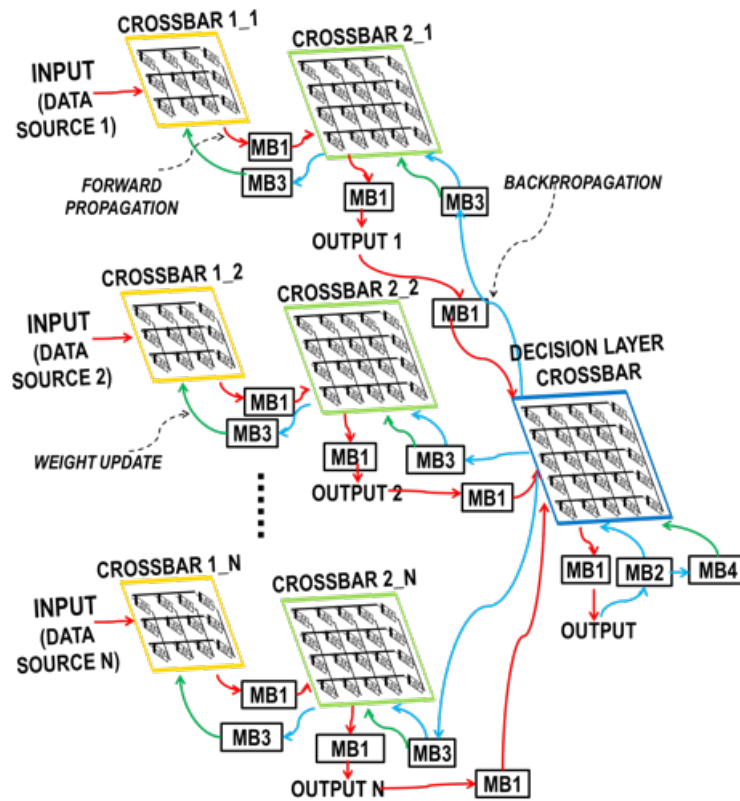 CROSSBAR 1_1
CROSSBAR 2_1
INPUT
(DATA
SOURCE 1)
MB1
MB3
FORWARD
PROPAGATION
MB1
MB3
BACKPROPAGATION
OUTPUT 1
CROSSBAR 1_2
CROSSBAR 2_2
MB1
INPUT
(DATA
SOURCE 2)
DECISION LAYER
CROSSBAR
MB1
MB3
WEIGHT UPDATE
MB1
MB3
OUTPUT 2
MB1
CROSSBAR 1_N
CROSSBAR 2_N
MB1
MB2
MB4
INPUT
(DATA
SOURCE N)
OUTPUT
MB1
MB3
MB1
MB3
OUTPUT N
MB1